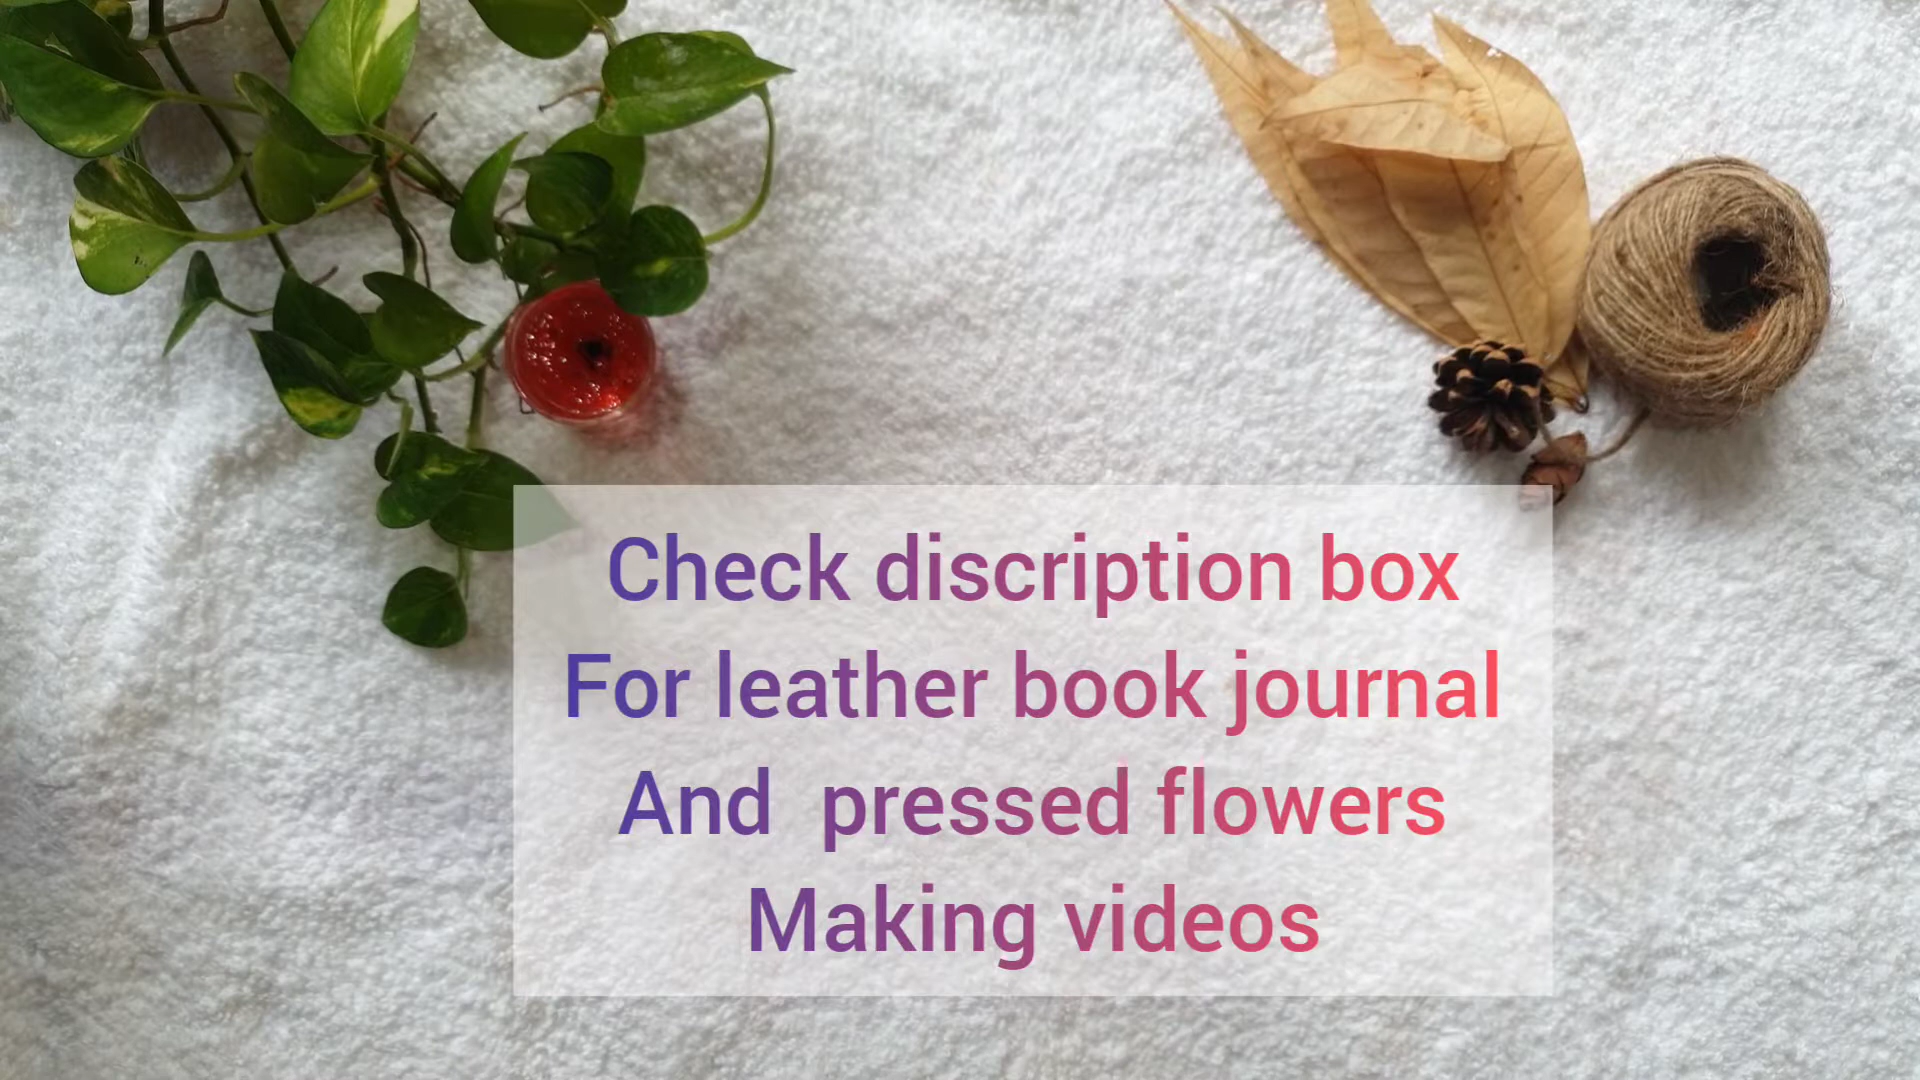 Check discription box
For leather book journal
And  pressed flowers
Making videos